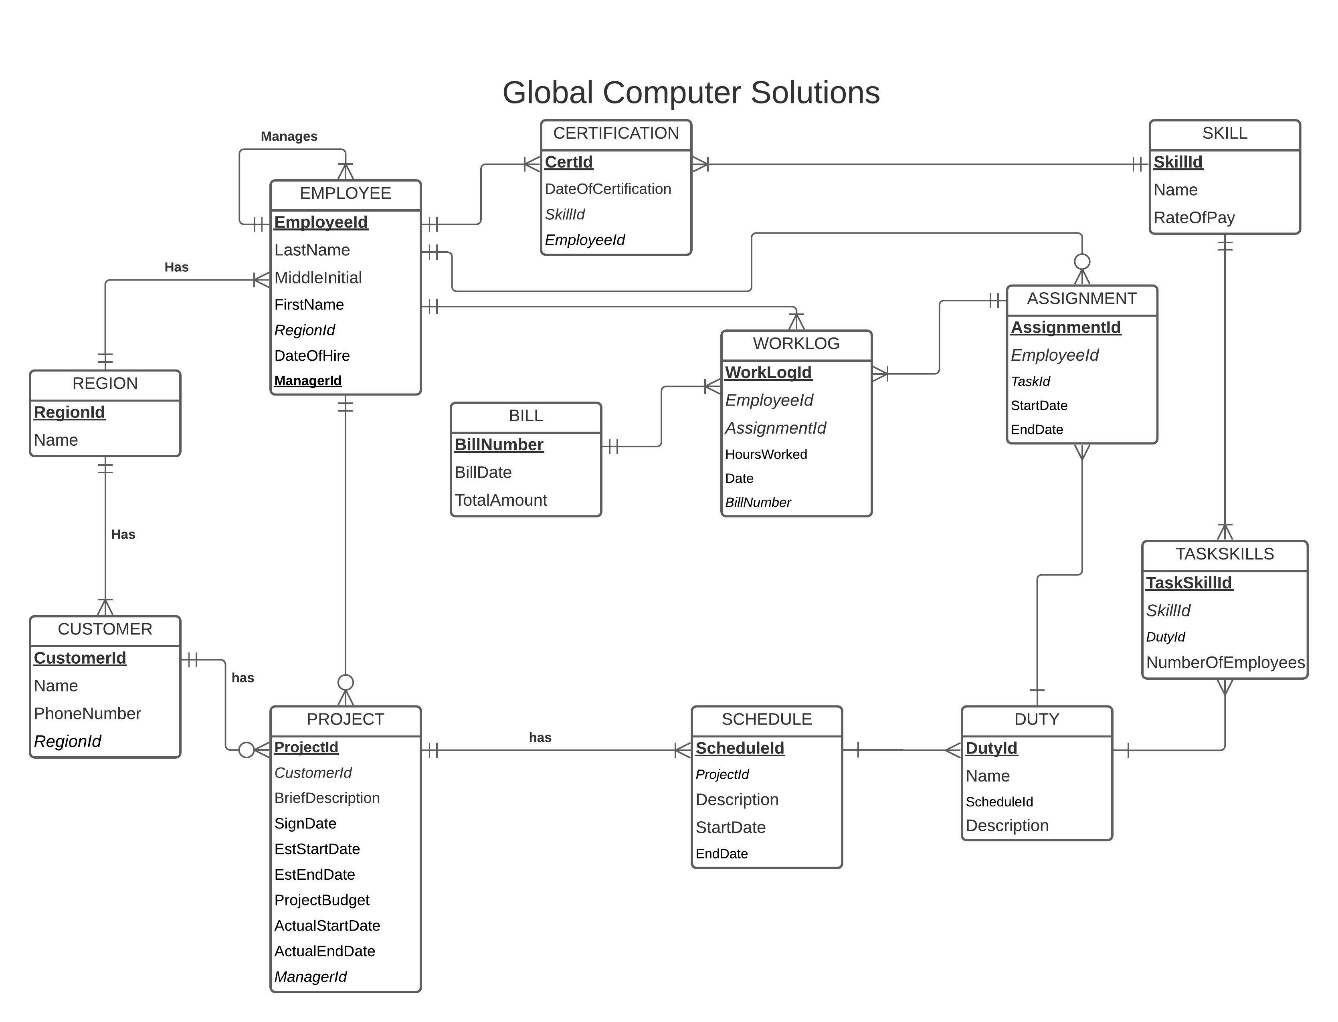 Global Computer Solutions
Manages
EMPLOYEE
EmployeeId
LastName
MiddleInitial
FirstName
RegionId
DateOfHire
ManagerId
CERTIFICATION
CertId
DateOfCertification
SkillId
EmployeeId
SKILL
SkillId
Name
RateOfPay
Has
REGION
RegionId
Name
BILL
BillNumber
BillDate
TotalAmount
WORKLOG
WorkLogId
EmployeeId
AssignmentId
HoursWorked
Date
BillNumber
ASSIGNMENT
AssignmentId
EmployeeId
TaskId
StartDate
EndDate
Has
TASKSKILLS
TaskSkillId
SkillId
DutyId
NumberOfEmployees
CUSTOMER
CustomerId
Name
PhoneNumber
RegionId
has
PROJECT
ProjectId
CustomerId
BriefDescription
SignDate
EstStartDate
EstEndDate
ProjectBudget
ActualStartDate
ActualEndDate
ManagerId
has
SCHEDULE
ScheduleId
ProjectId
Description
StartDate
EndDate
DUTY
DutyId
Name
ScheduleId
Description